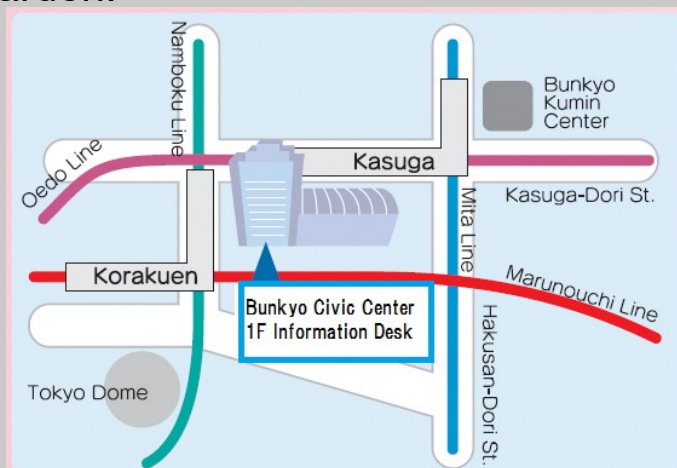 Namboku Line
Bunkyo
Kumin
Center
Oedo Line
Kasuga
Kasuga-Dori St.
Mita Line
Korakuen
Marunouchi Line
Bunkyo Civic Center
1F Information Desk
Hakusan-Dori St.
Tokyo Dome